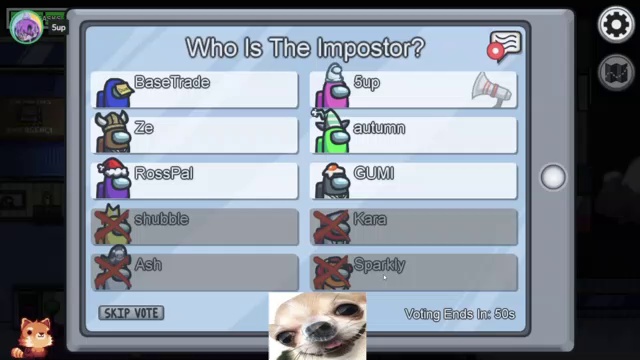 5up
Who Is The Impostor?
BaseTrade
5up
Ze
autumn
RossPal
GUMI
shubble
Kara
Ash
Sparkly
SKIP VOTE
Voting Ends In: 50s